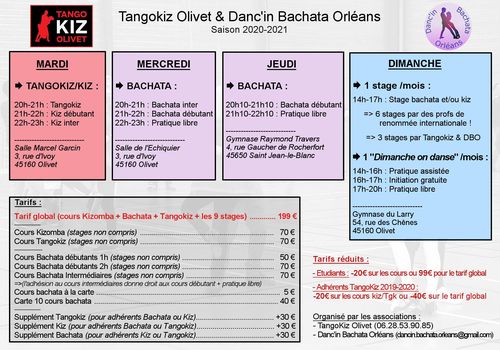 TANGO
KIZ
OLIVET
Tangokiz Olivet & Danc'in Bachata Orléans
Saison 2020-2021
Danc'in
Bachata
Orléans
MARDI
➔ TANGOKIZ/KIZ :
20h-21h : Tangokiz
21h-22h : Kiz débutant
22h-23h : Kiz inter
Salle Marcel Garcin
3, rue d'Ivoy
45160 Olivet
MERCREDI
➔ BACHATA :
20h-21h : Bachata inter
21h-22h : Bachata débutant
22h-23h : Pratique libre
Salle de l'Echiquier
3, rue d'Ivoy
45160 Olivet
JEUDI
➔ BACHATA :
20h10-21h10 : Bachata débutant
21h10-22h10 : Pratique libre
Gymnase Raymond Travers
4, rue Gaucher de Rocherfort
45650 Saint Jean-le-Blanc
DIMANCHE
➔ 1 stage /mois :
14h-17h : Stage bachata et/ou kiz
=> 6 stages par des profs de
renommée internationale !
=> 3 stages par Tangokiz & DBO
➔ 1 "Dimanche on danse" /mois :
14h-16h : Pratique assistée
16h-17h : Initiation gratuite
17h-20h : Pratique libre
Gymnase du Larry
54, rue des Chênes
45160 Olivet
Tarifs :
Tarif global (cours Kizomba + Bachata + Tangokiz + les 9 stages) ............. 199 €
Cours Kizomba (stages non compris) ........ 70 €
Cours Tangokiz (stages non compris) ........ 70 €
Cours Bachata débutants 1h (stages non compris) ........ 50 €
Cours Bachata débutants 2h (stages non compris) ........ 70 €
Cours Bachata Intermédiaires (stages non compris) ........ 70 €
=>(l'adhésion au cours intermédiaires donne droit aux cours débutant + pratique libre)
Cours bachata à la carte ........ 5 €
Carte 10 cours bachata ........ 40 €
Supplément Tango (pour adhérents Bachata ou Kiz) ........ +30 €
Supplément Kiz (pour adhérents Bachata ou Tangokiz) ........ +30 €
Supplément Bachata (pour adhérents Kiz ou Tangokiz) ........ +30 €
Tarifs réduits :
- Etudiants : -20€ sur les cours ou 99€ pour le tarif global
- Adhérents TangoKiz 2019-2020 :
-20€ sur les cours kiz/Tgk ou -40€ sur le tarif global
Organisé par les associations :
- TangoKiz Olivet (06.28.53.90.85)
- Danc'in Bachata Orléans (dancin.bachata.orleans@gmail.com)